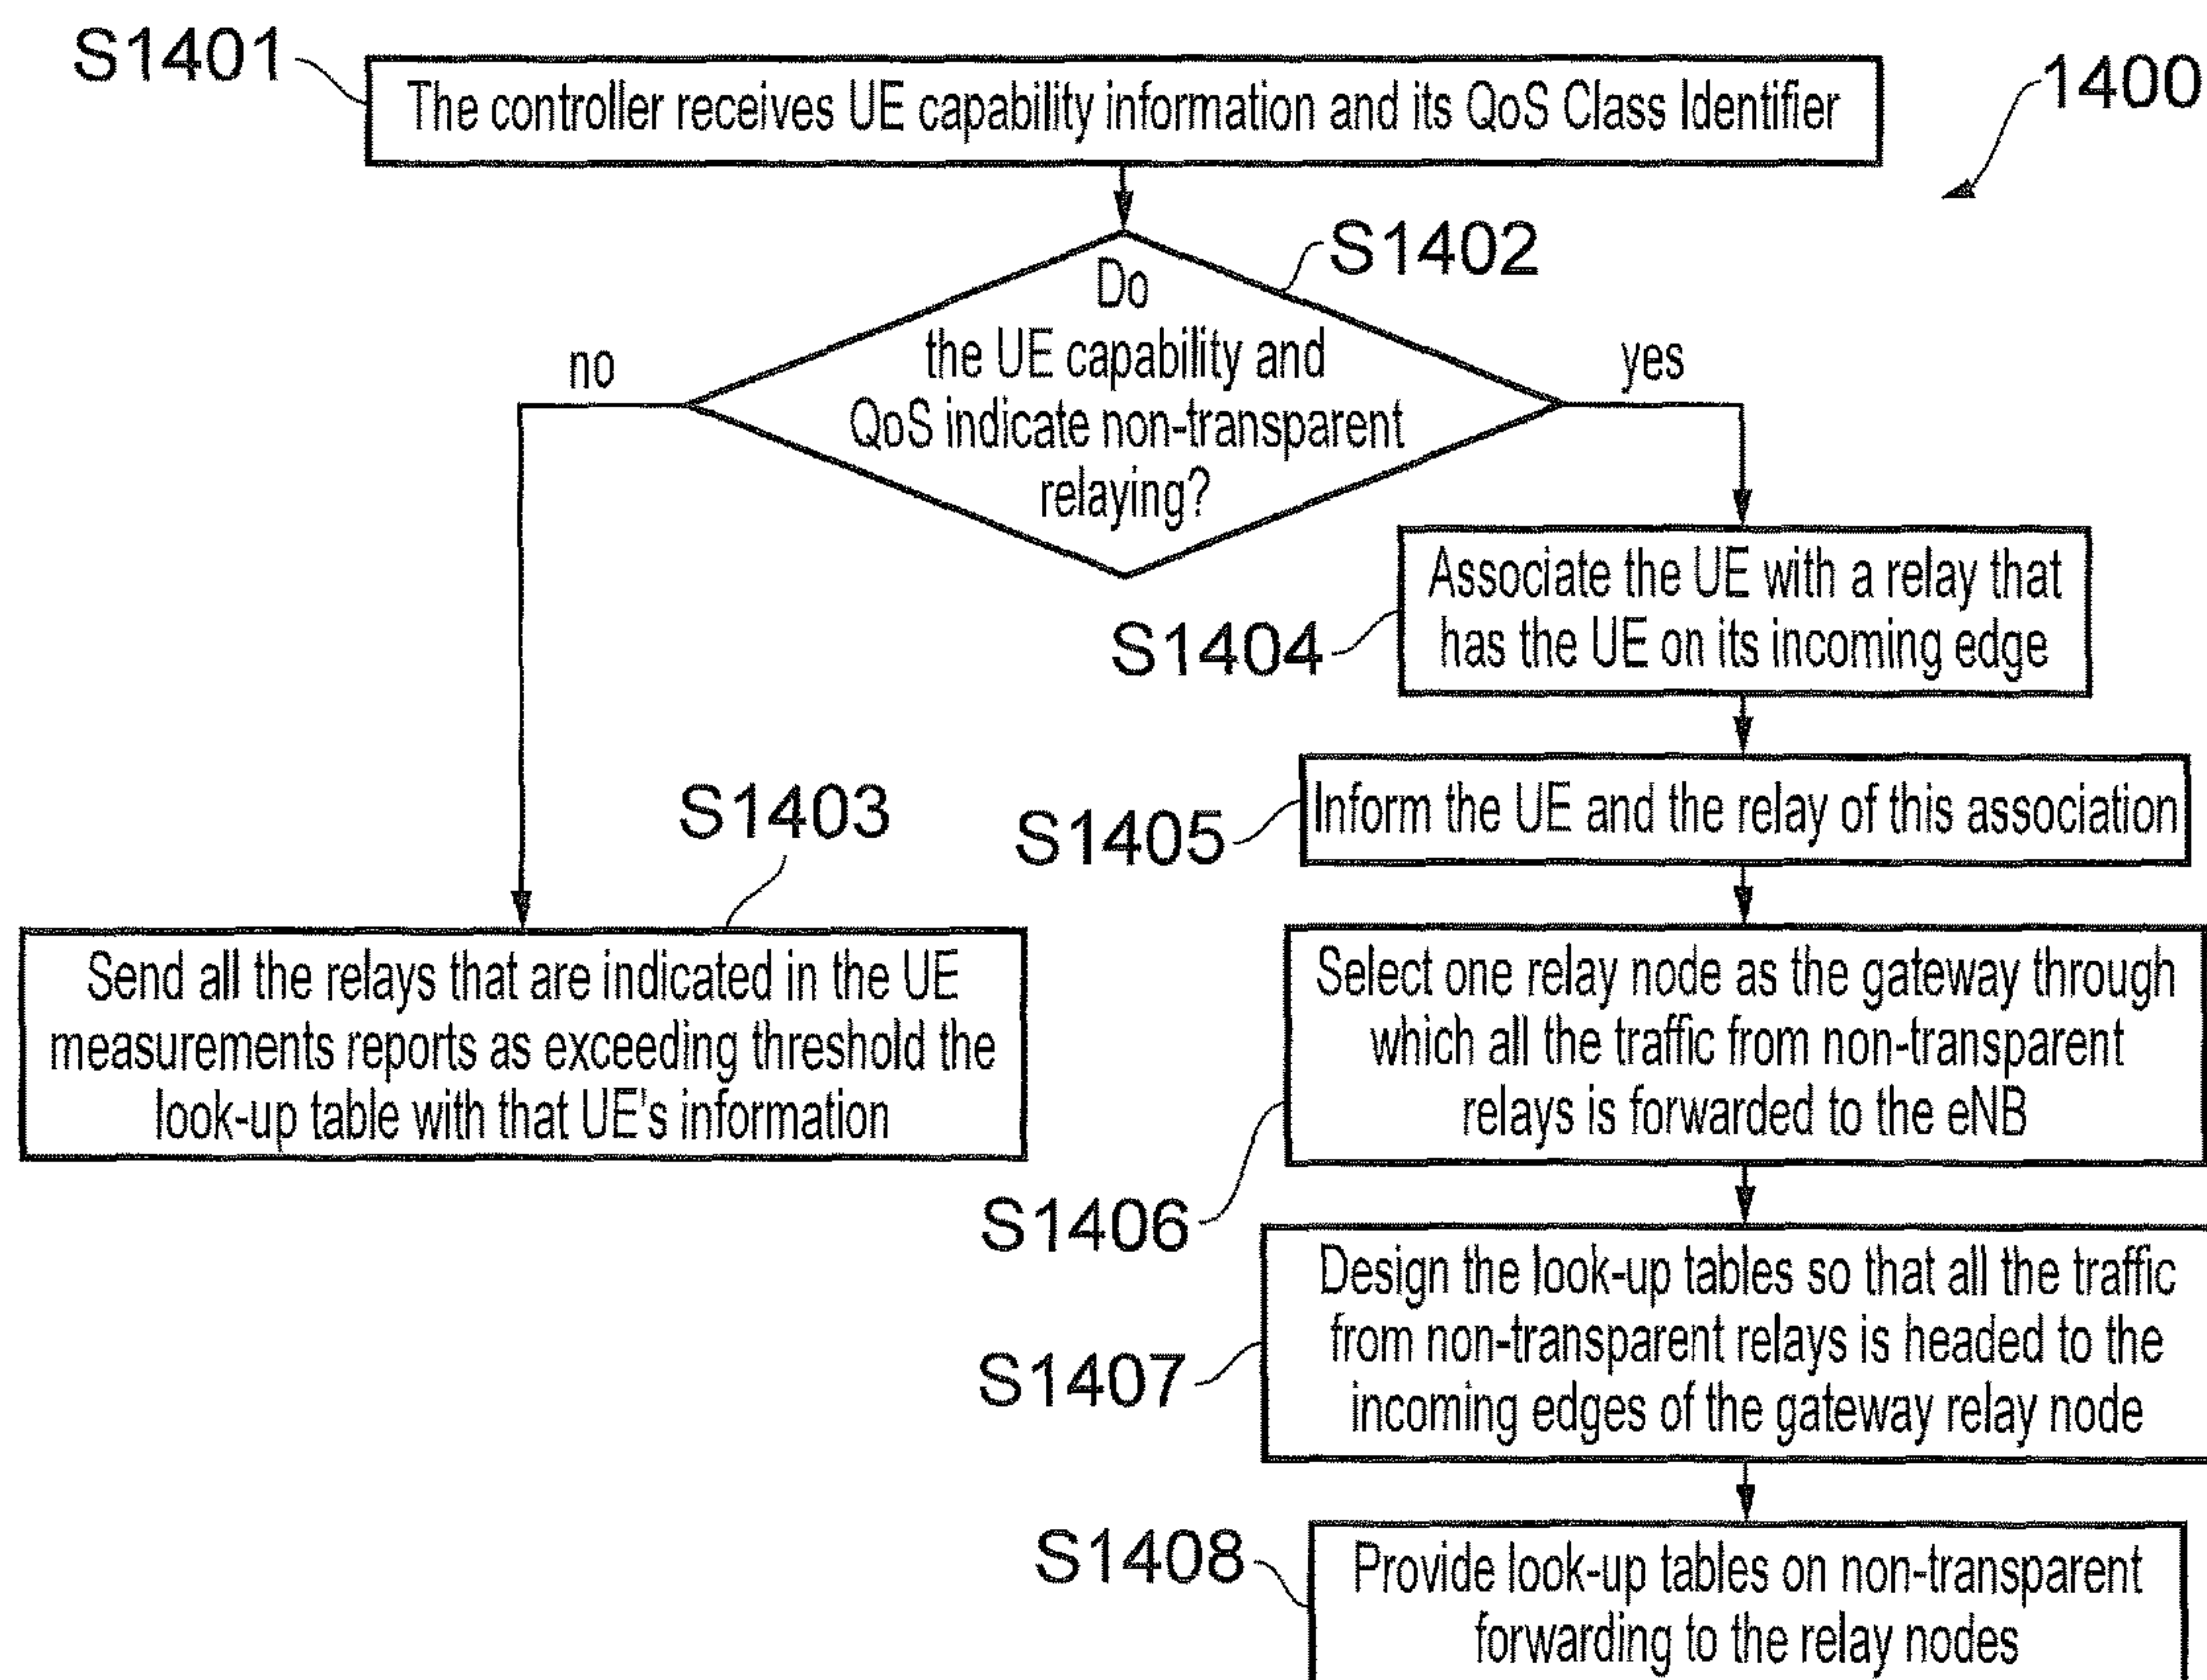 S1401
The controller receives UE capability information and its QoS Class Identifier
1400
S1402
Do
the UE capability and
QoS indicate non-transparent
relaying?
no
yes
S1404
Associate the UE with a relay that
has the UE on its incoming edge
S1405
Inform the UE and the relay of this association
S1403
Send all the relays that are indicated in the UE
measurements reports as exceeding threshold the
look-up table with that UE's information
S1406
Select one relay node as the gateway through
which all the traffic from non-transparent
relays is forwarded to the eNB
S1407
Design the look-up tables so that all the traffic
from non-transparent relays is headed to the
incoming edges of the gateway relay node
S1408
Provide look-up tables on non-transparent
forwarding to the relay nodes